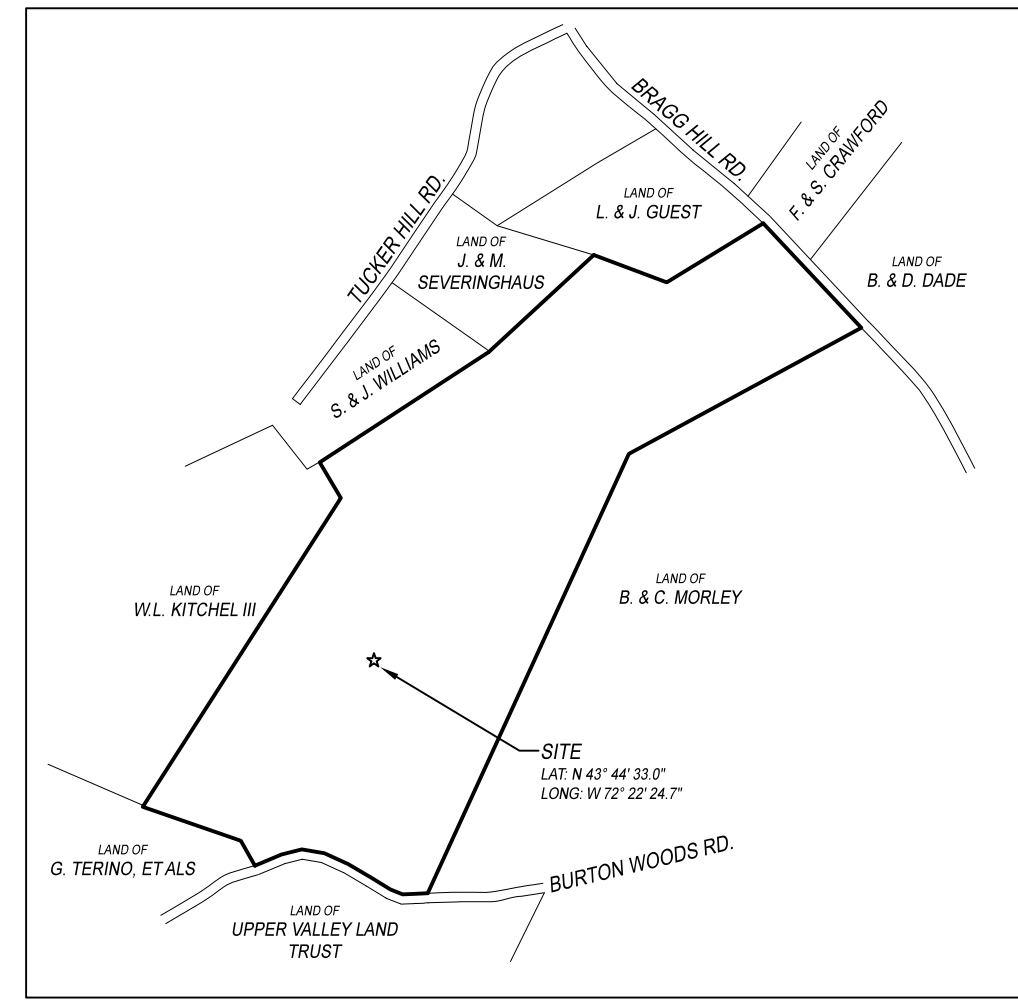 BRAGG HILL RD.
LAND OF
F. & S. CRAWFORD
TUCKER HILL RD.
LAND OF
L. & J. GUEST
LAND OF
J. & M.
SEVERINGHAUS
LAND OF
B. & D. DADE
LAND OF
S. & J. WILLIAMS
LAND OF
W.L. KITCHEL III
LAND OF
B. & C. MORLEY
SITE
LAT: N 43° 44' 33.0"
LONG: W 72° 22' 24.7"
LAND OF
G. TERINO, ET ALS
BURTON WOODS RD.
LAND OF
UPPER VALLEY LAND
TRUST